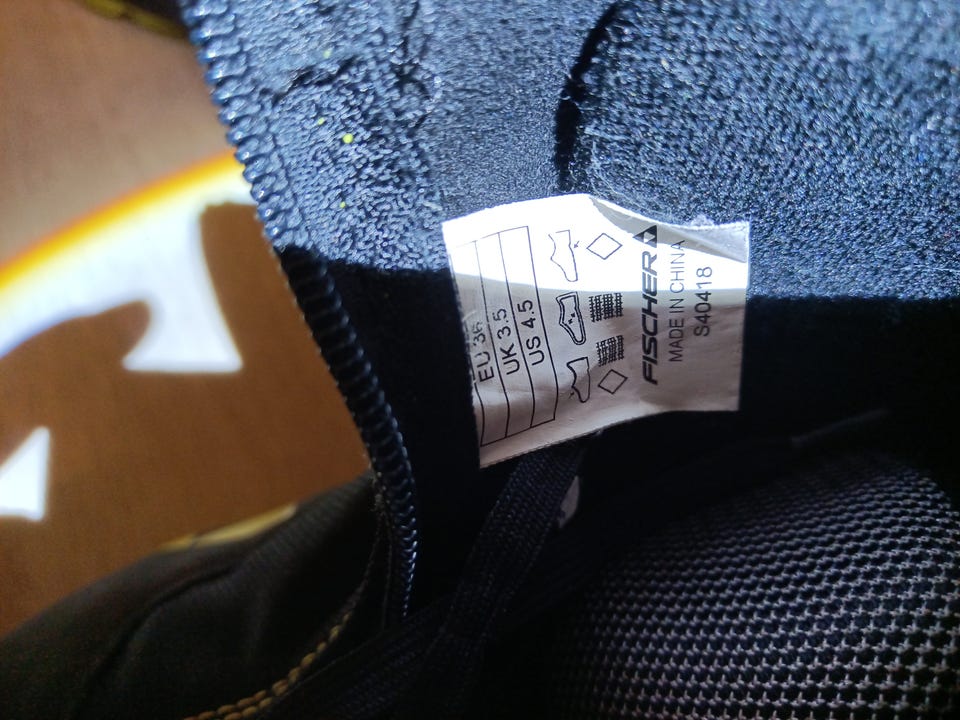 EU 36
UK 3.5
US 4.5
FISCHER
MADE IN CHINA
S40418